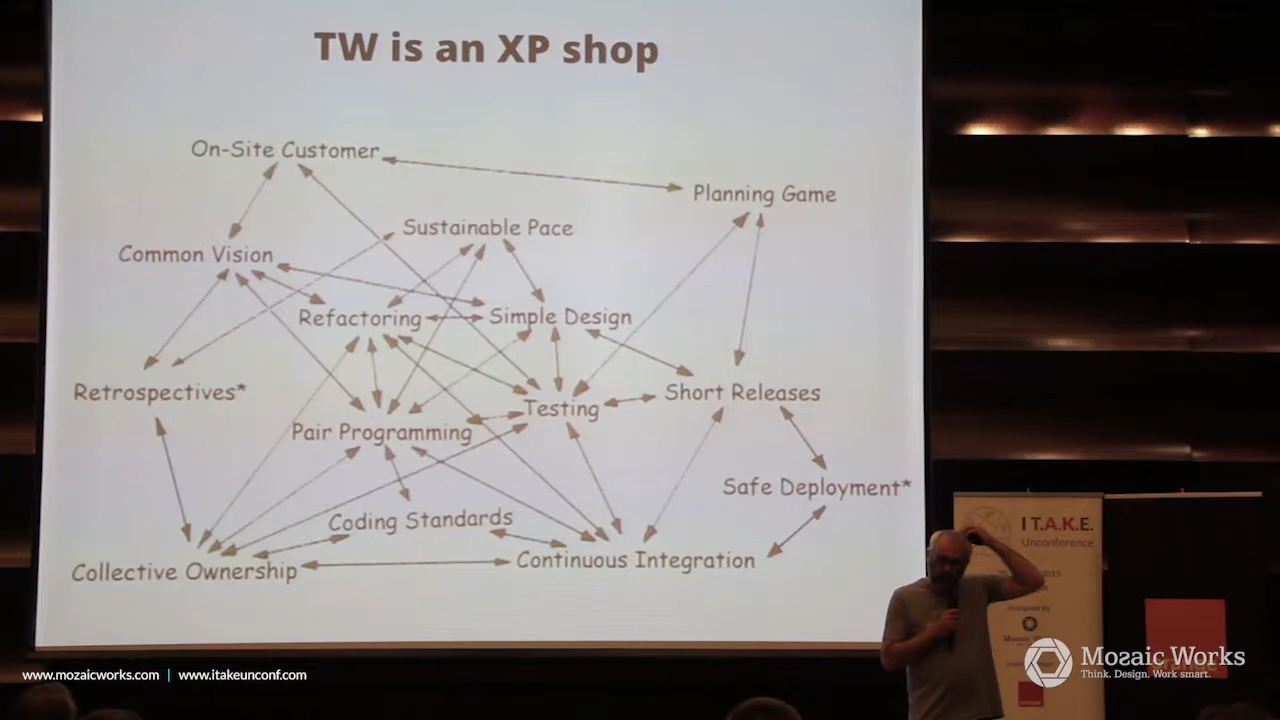 TW is an XP shop
On-Site Customer
Planning Game
Sustainable Pace
Common Vision
Refactoring
Simple Design
Retrospectives*
Short Releases
Testing
Pair Programming
Safe Deployment*
Coding Standards
Continuous Integration
Collective Ownership
I T.A.K.E.
Unconference
2015
Mozaic Works
Think. Design. Work smart.
www.mozaicworks.com | www.itakeunconf.com